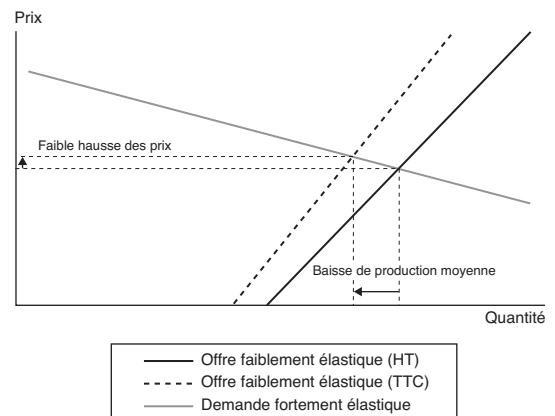 Prix
Faible hausse des prix
Baisse de production moyenne
Quantité
Offre faiblement élastique (HT)
Offre faiblement élastique (TTC)
Demande fortement élastique